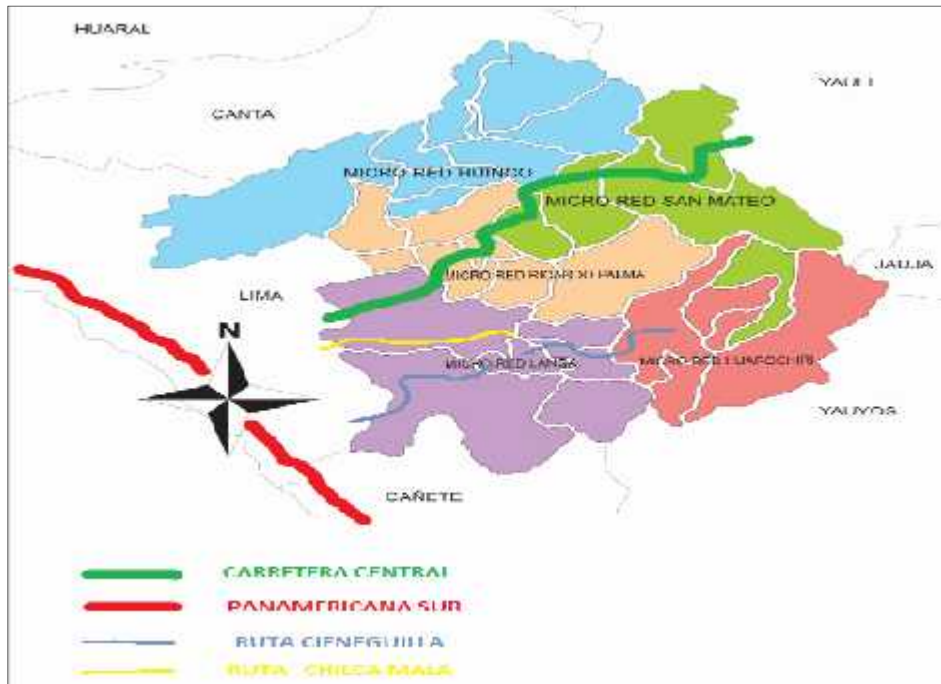 HUARAL
YAULI
CANTA
MICRO RED HUINCO
MICRO RED SAN MATEO
JAUJA
MICRO RED RICARDO PALMA
LIMA
N
MICRO RED LANGA
MICRO RED HUAROCHIRI
YAUYOS
CAÑETE
CARRETERA CENTRAL
PANAMERICANA SUR
RUTA CIENEGUILLA
RUTA CHILCA MALA